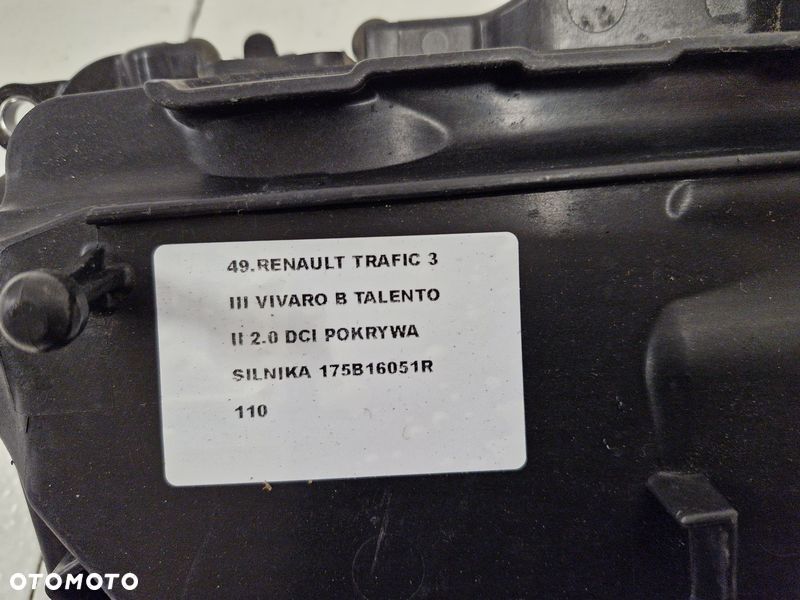 49.RENAULT TRAFIC 3
III VIVARO B TALENTO
II 2.0 DCI POKRYWA
SILNIKA 175B16051R
110
OTOMOTO